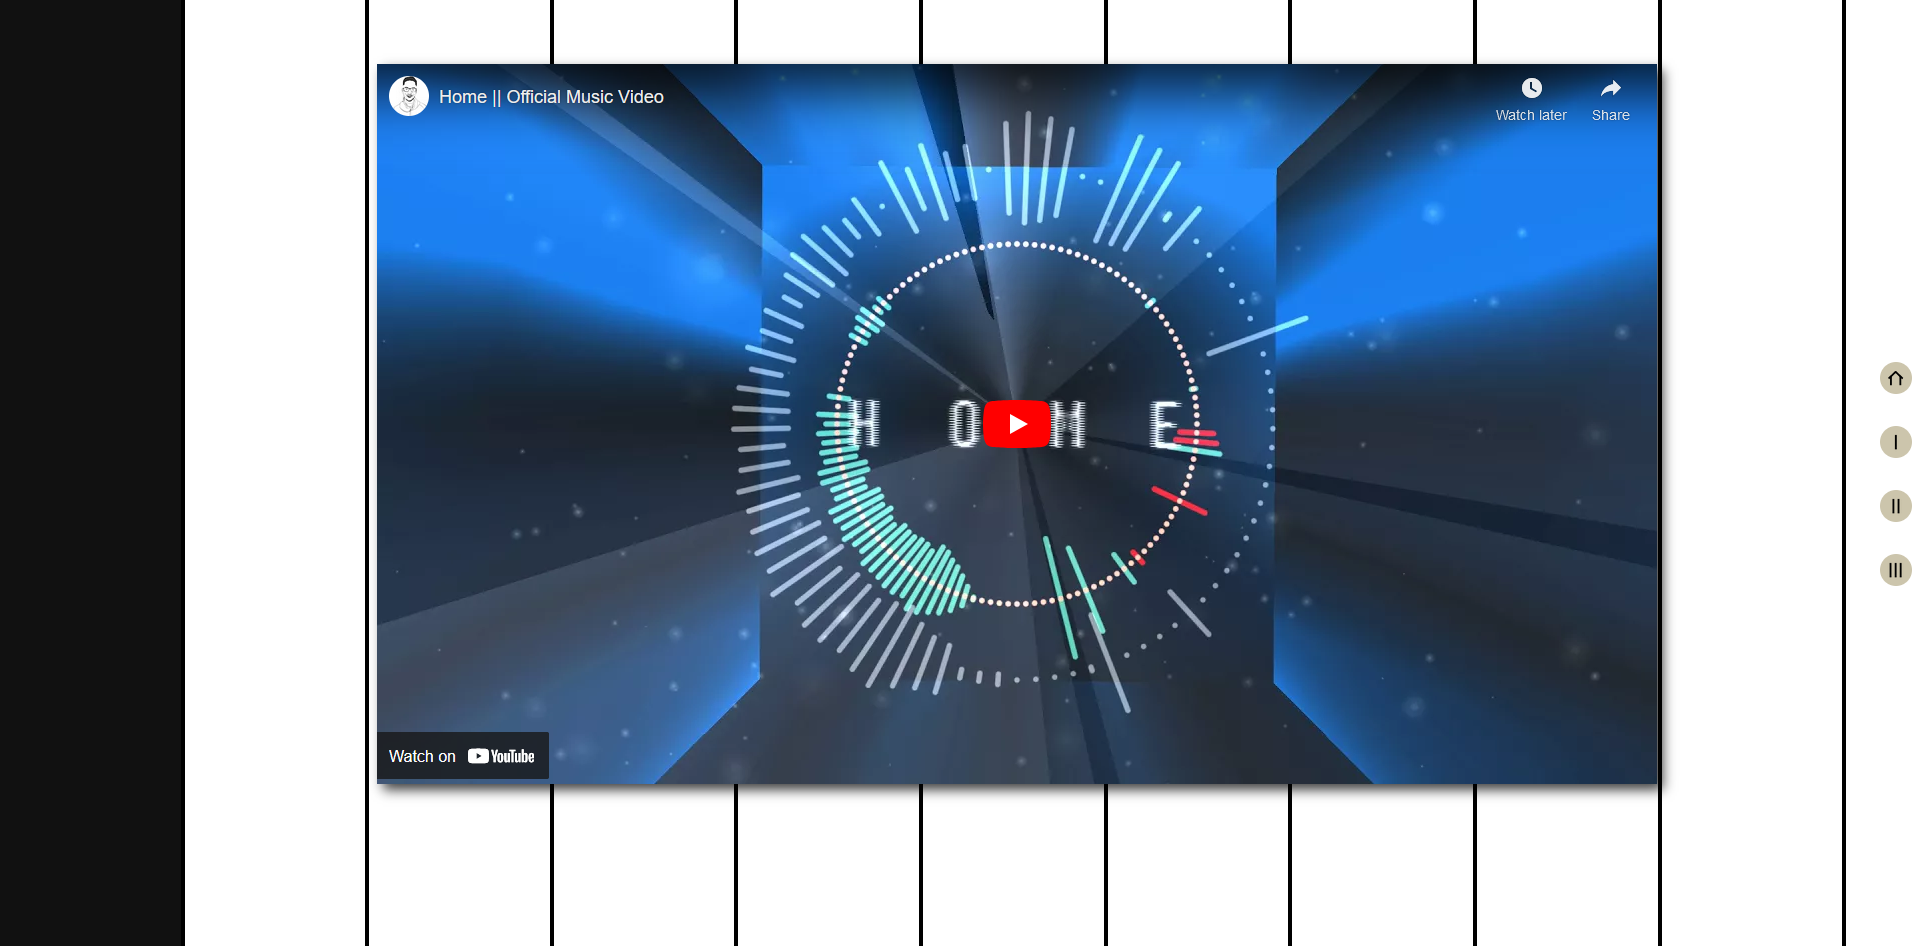 Home || Official Music Video
Watch later
Share
H O M E
I
II
III
Watch on YouTube